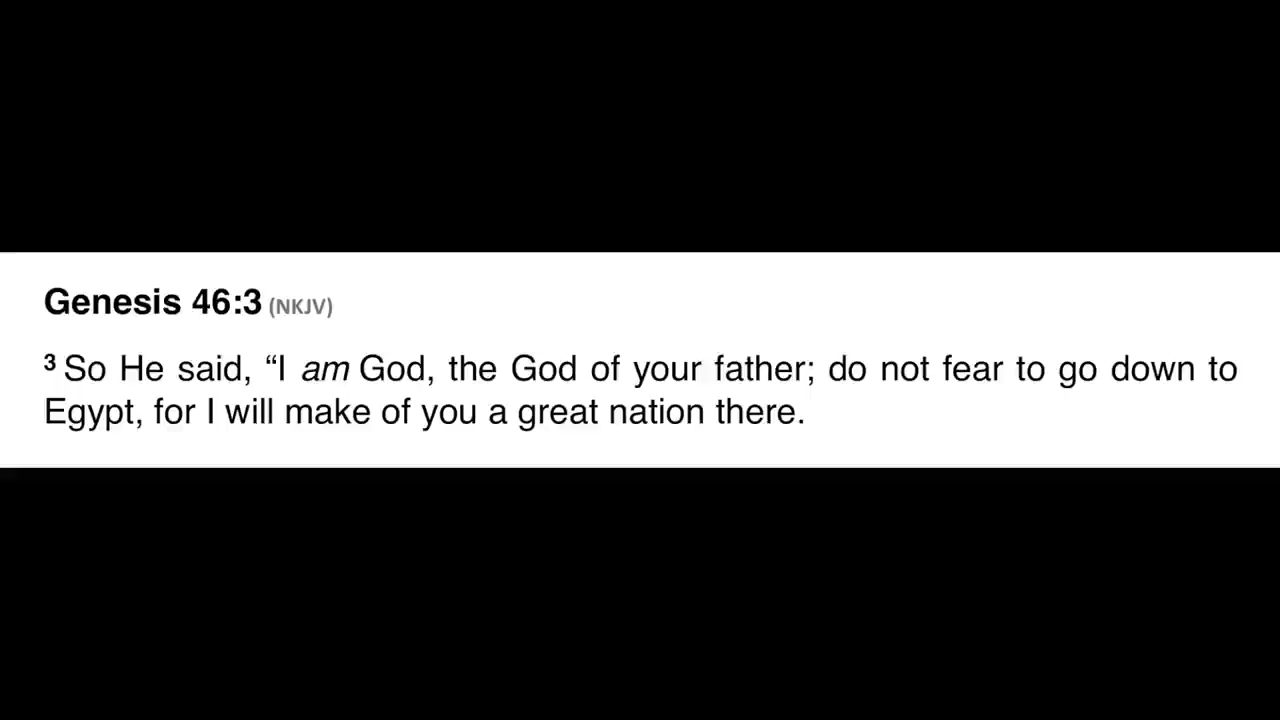 Genesis 46:3 (NKJV)
3 So He said, “I am God, the God of your father; do not fear to go down to
Egypt, for I will make of you a great nation there.